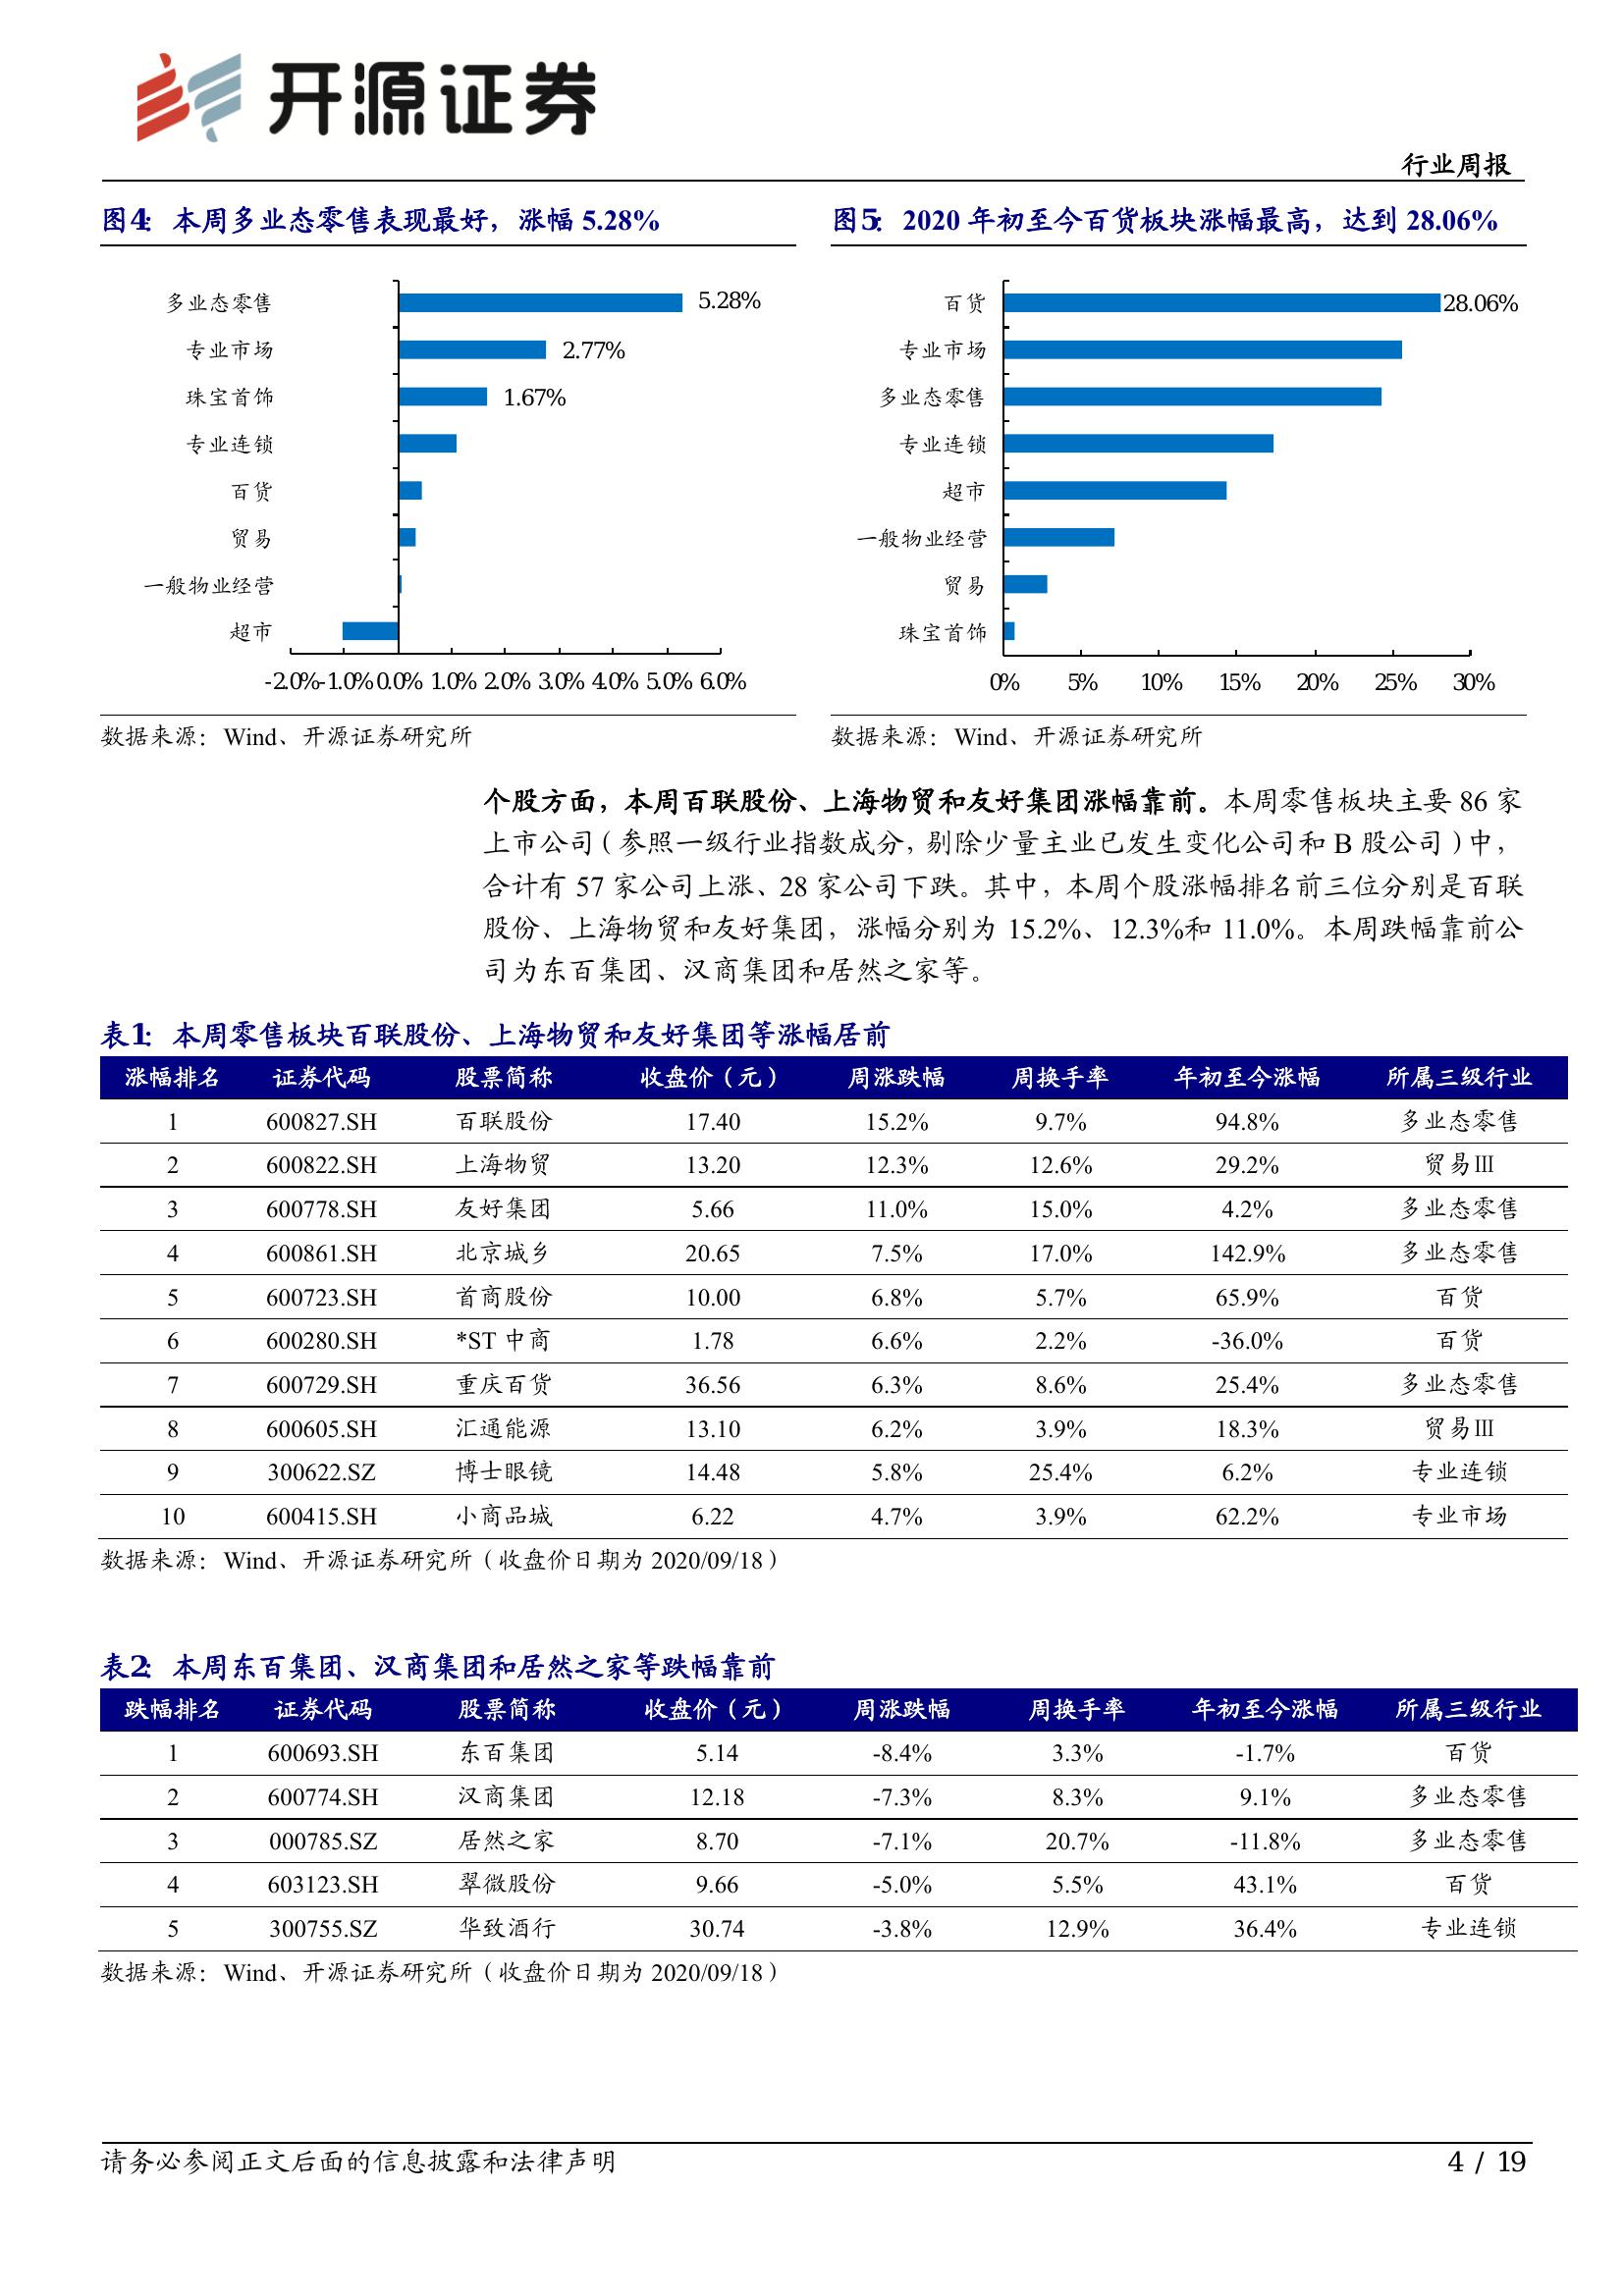 开源证券
行业周报
图4： 本周多业态零售表现最好，涨幅 5.28%
多业态零售 5.28%
专业市场 2.77%
珠宝首饰 1.67%
专业连锁
百货
贸易
一般物业经营
超市
-2.0% -1.0% 0.0% 1.0% 2.0% 3.0% 4.0% 5.0% 6.0%
数据来源：Wind、开源证券研究所
图5： 2020 年初至今百货板块涨幅最高，达到 28.06%
百货 28.06%
专业市场
多业态零售
专业连锁
超市
一般物业经营
贸易
珠宝首饰
0% 5% 10% 15% 20% 25% 30%
数据来源：Wind、开源证券研究所
个股方面，本周百联股份、上海物贸和友好集团涨幅靠前。本周零售板块主要 86 家
上市公司（参照一级行业指数成分，剔除少量主业已发生变化公司和 B 股公司）中，
合计有 57 家公司上涨、28 家公司下跌。其中，本周个股涨幅排名前三位分别是百联
股份、上海物贸和友好集团，涨幅分别为 15.2%、12.3%和 11.0%。本周跌幅靠前公
司为东百集团、汉商集团和居然之家等。
表1： 本周零售板块百联股份、上海物贸和友好集团等涨幅居前
涨幅排名 证券代码 股票简称 收盘价（元） 周涨跌幅 周换手率 年初至今涨幅 所属三级行业
1 600827.SH 百联股份 17.40 15.2% 9.7% 94.8% 多业态零售
2 600822.SH 上海物贸 13.20 12.3% 12.6% 29.2% 贸易Ⅲ
3 600778.SH 友好集团 5.66 11.0% 15.0% 4.2% 多业态零售
4 600861.SH 北京城乡 20.65 7.5% 17.0% 142.9% 多业态零售
5 600723.SH 首商股份 10.00 6.8% 5.7% 65.9% 百货
6 600280.SH *ST 中商 1.78 6.6% 2.2% -36.0% 百货
7 600729.SH 重庆百货 36.56 6.3% 8.6% 25.4% 多业态零售
8 600605.SH 汇通能源 13.10 6.2% 3.9% 18.3% 贸易Ⅲ
9 300622.SZ 博士眼镜 14.48 5.8% 25.4% 6.2% 专业连锁
10 600415.SH 小商品城 6.22 4.7% 3.9% 62.2% 专业市场
数据来源：Wind、开源证券研究所（收盘价日期为 2020/09/18）
表2： 本周东百集团、汉商集团和居然之家等跌幅靠前
跌幅排名 证券代码 股票简称 收盘价（元） 周涨跌幅 周换手率 年初至今涨幅 所属三级行业
1 600693.SH 东百集团 5.14 -8.4% 3.3% -1.7% 百货
2 600774.SH 汉商集团 12.18 -7.3% 8.3% 9.1% 多业态零售
3 000785.SZ 居然之家 8.70 -7.1% 20.7% -11.8% 多业态零售
4 603123.SH 翠微股份 9.66 -5.0% 5.5% 43.1% 百货
5 300755.SZ 华致酒行 30.74 -3.8% 12.9% 36.4% 专业连锁
数据来源：Wind、开源证券研究所（收盘价日期为 2020/09/18）
请务必参阅正文后面的信息披露和法律声明
4 / 19